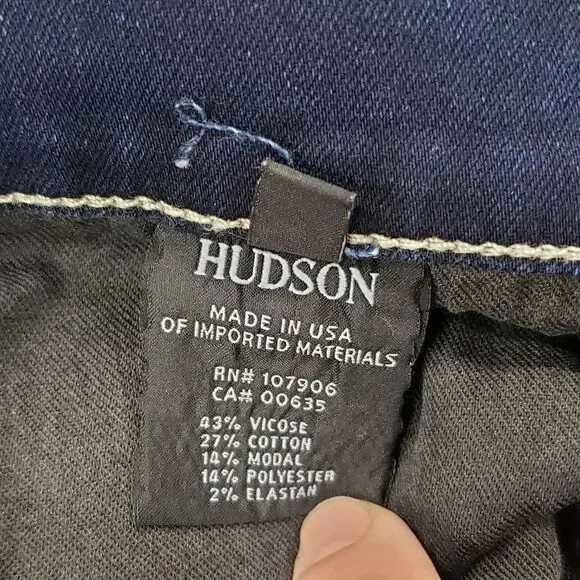 HUDSON
MADE IN USA
OF IMPORTED MATERIALS
RN# 107906
CA# 00635
43% VICOSE
27% COTTON
14% MODAL
14% POLYESTER
2% ELASTAN